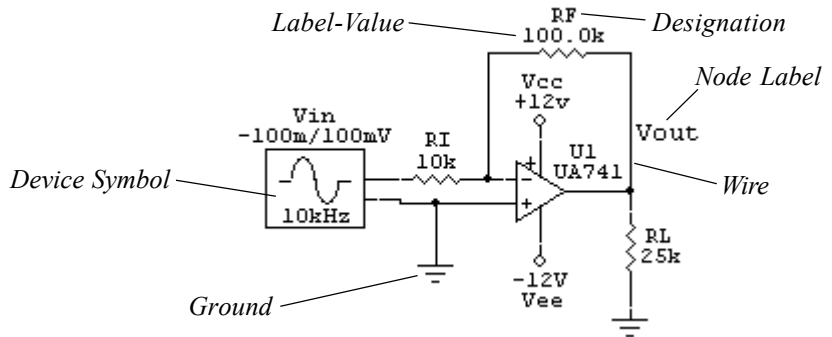 RF
Label-Value
100.0k
Designation
Vcc
+12v
Node Label
Vin
-100m/100mV
RI
10k
Vout
U1
UA741
+
-
+
Device Symbol
10kHz
Wire
RL
25k
-12V
Vee
Ground